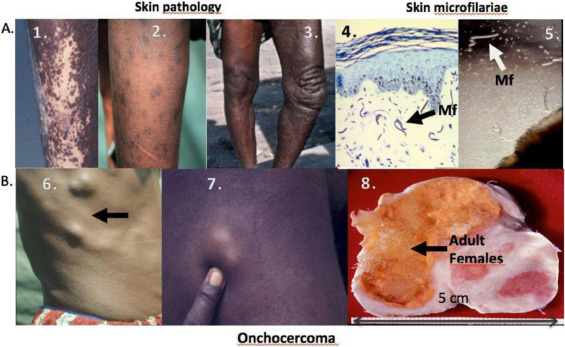 Skin pathology Skin microfilariae
A. 1. 2. 3. 4. 5.
Mf Mf
B. 6. 7. 8.
Adult
Females
5 cm
Onchocercoma